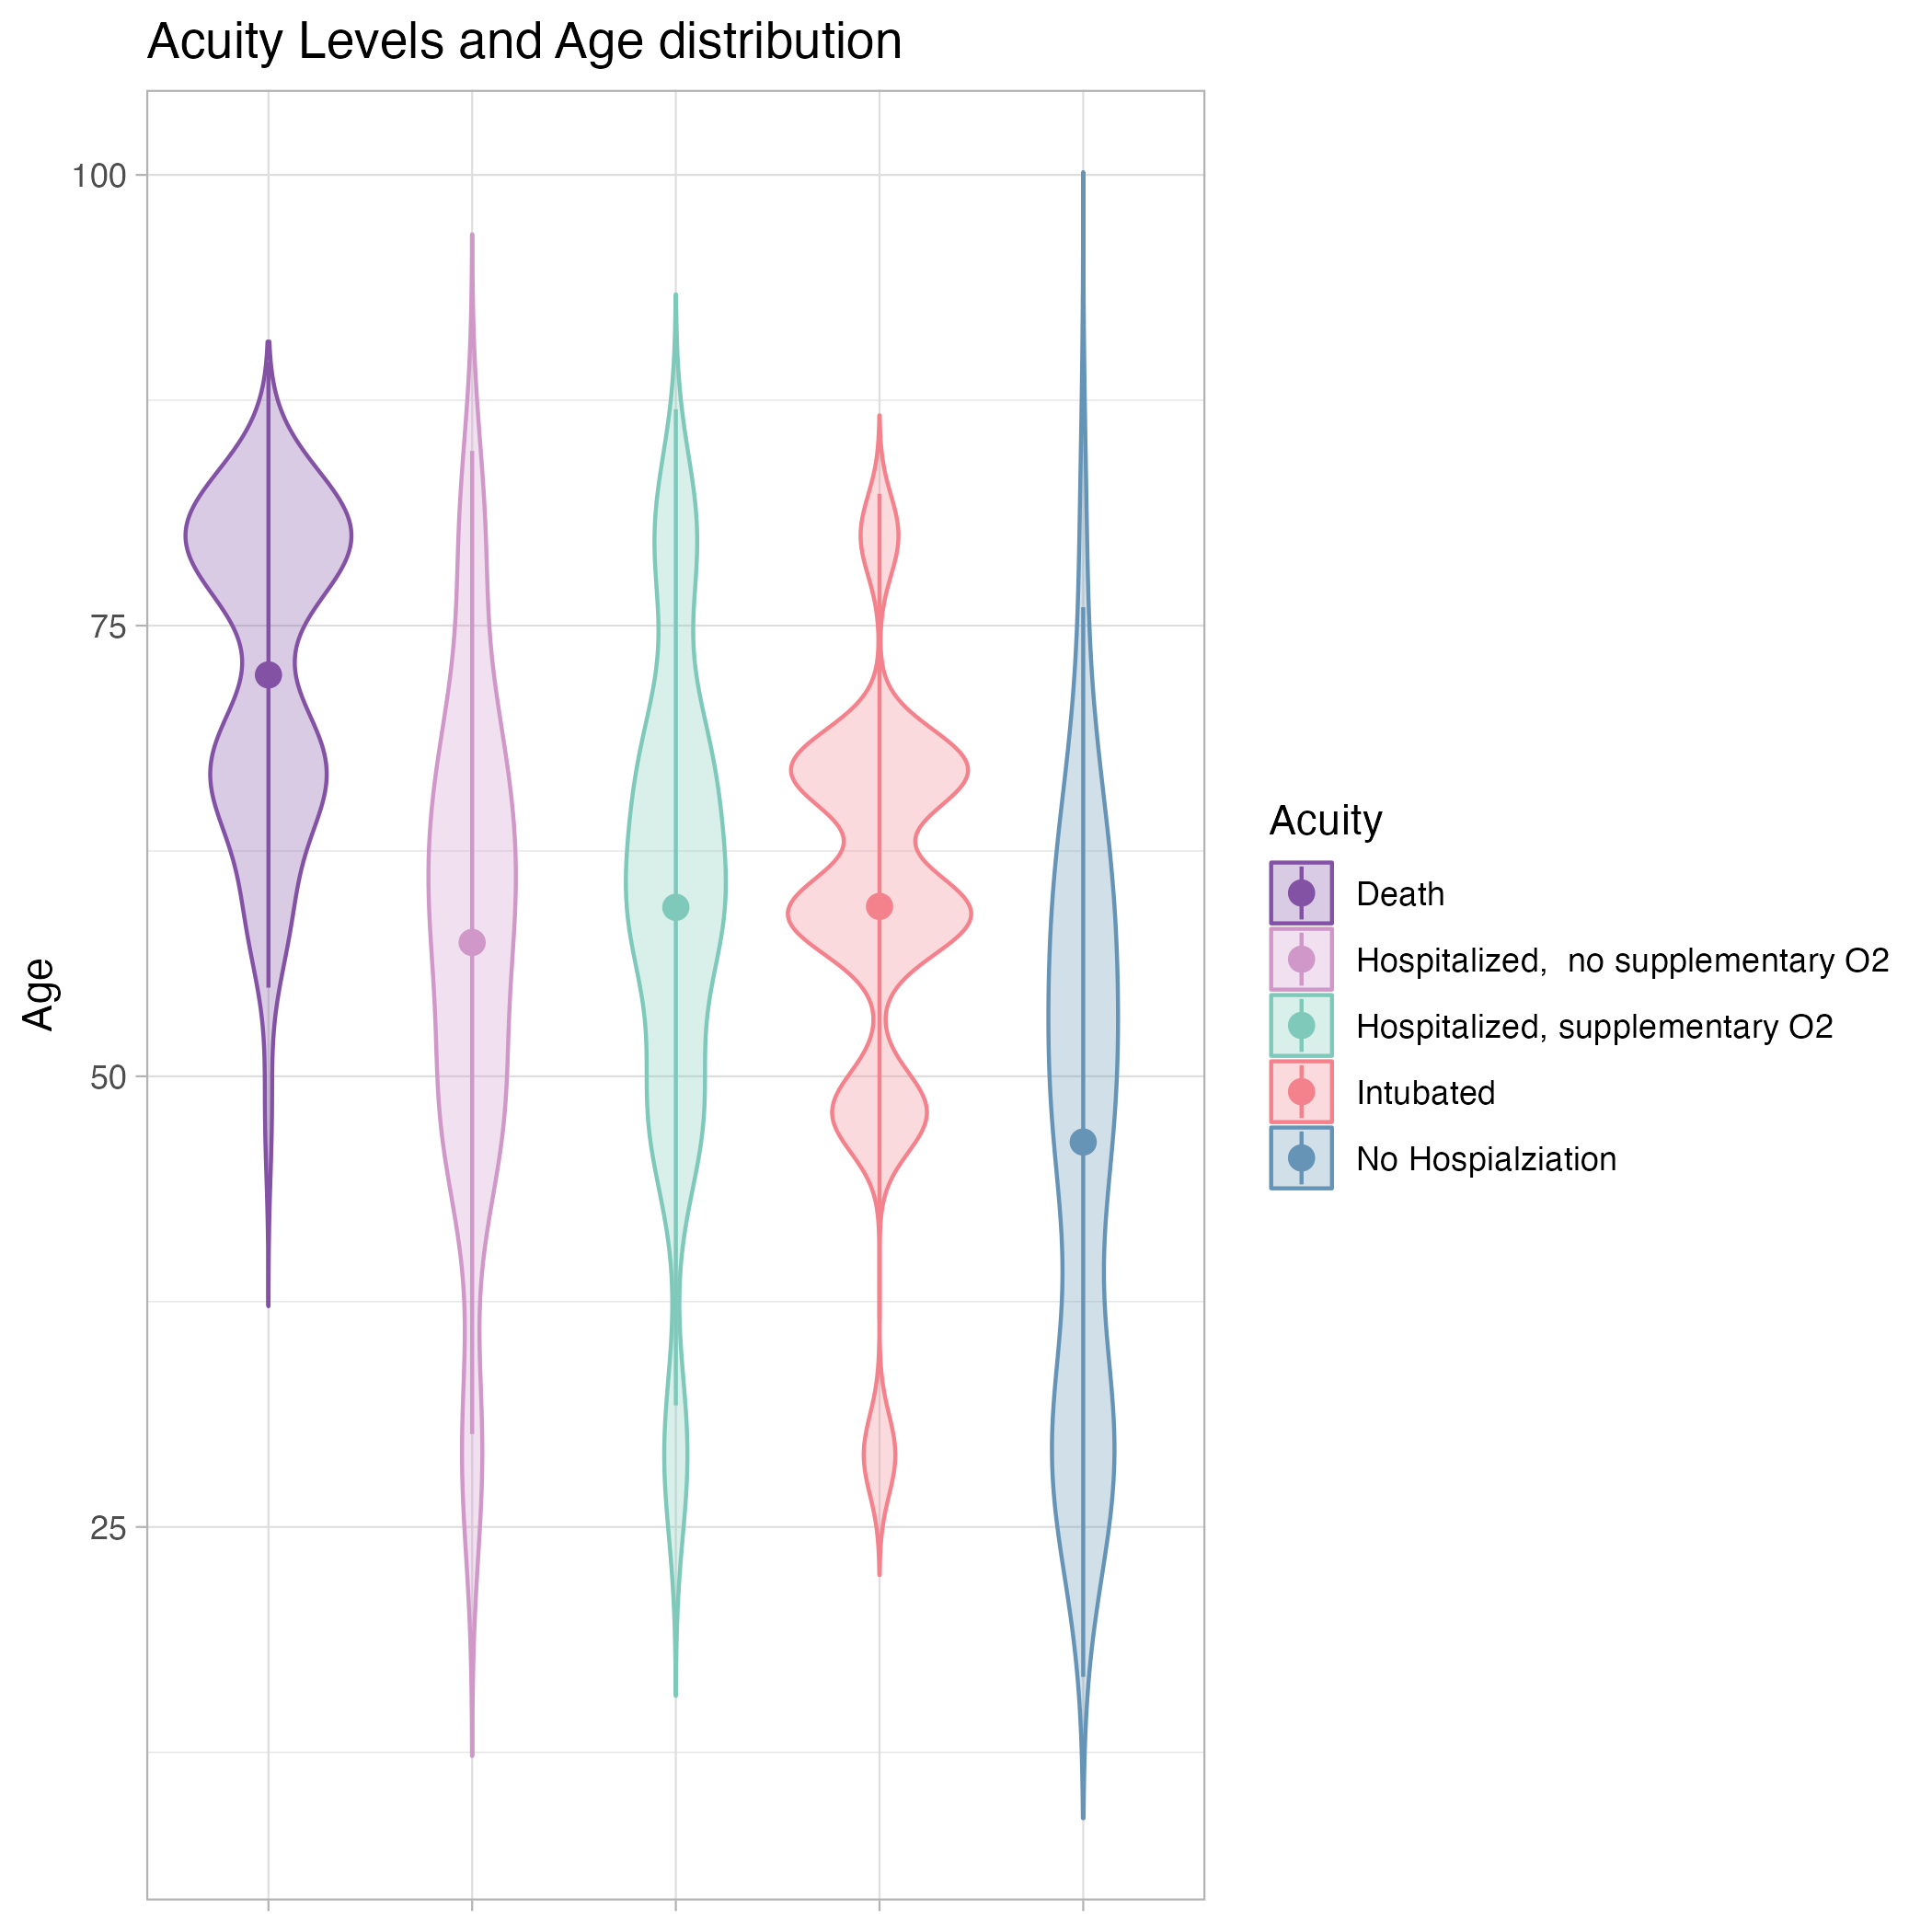 Acuity Levels and Age distribution
100
75
50
25
Age
Acuity
Death
Hospitalized,  no supplementary O2
Hospitalized, supplementary O2
Intubated
No Hospialziation